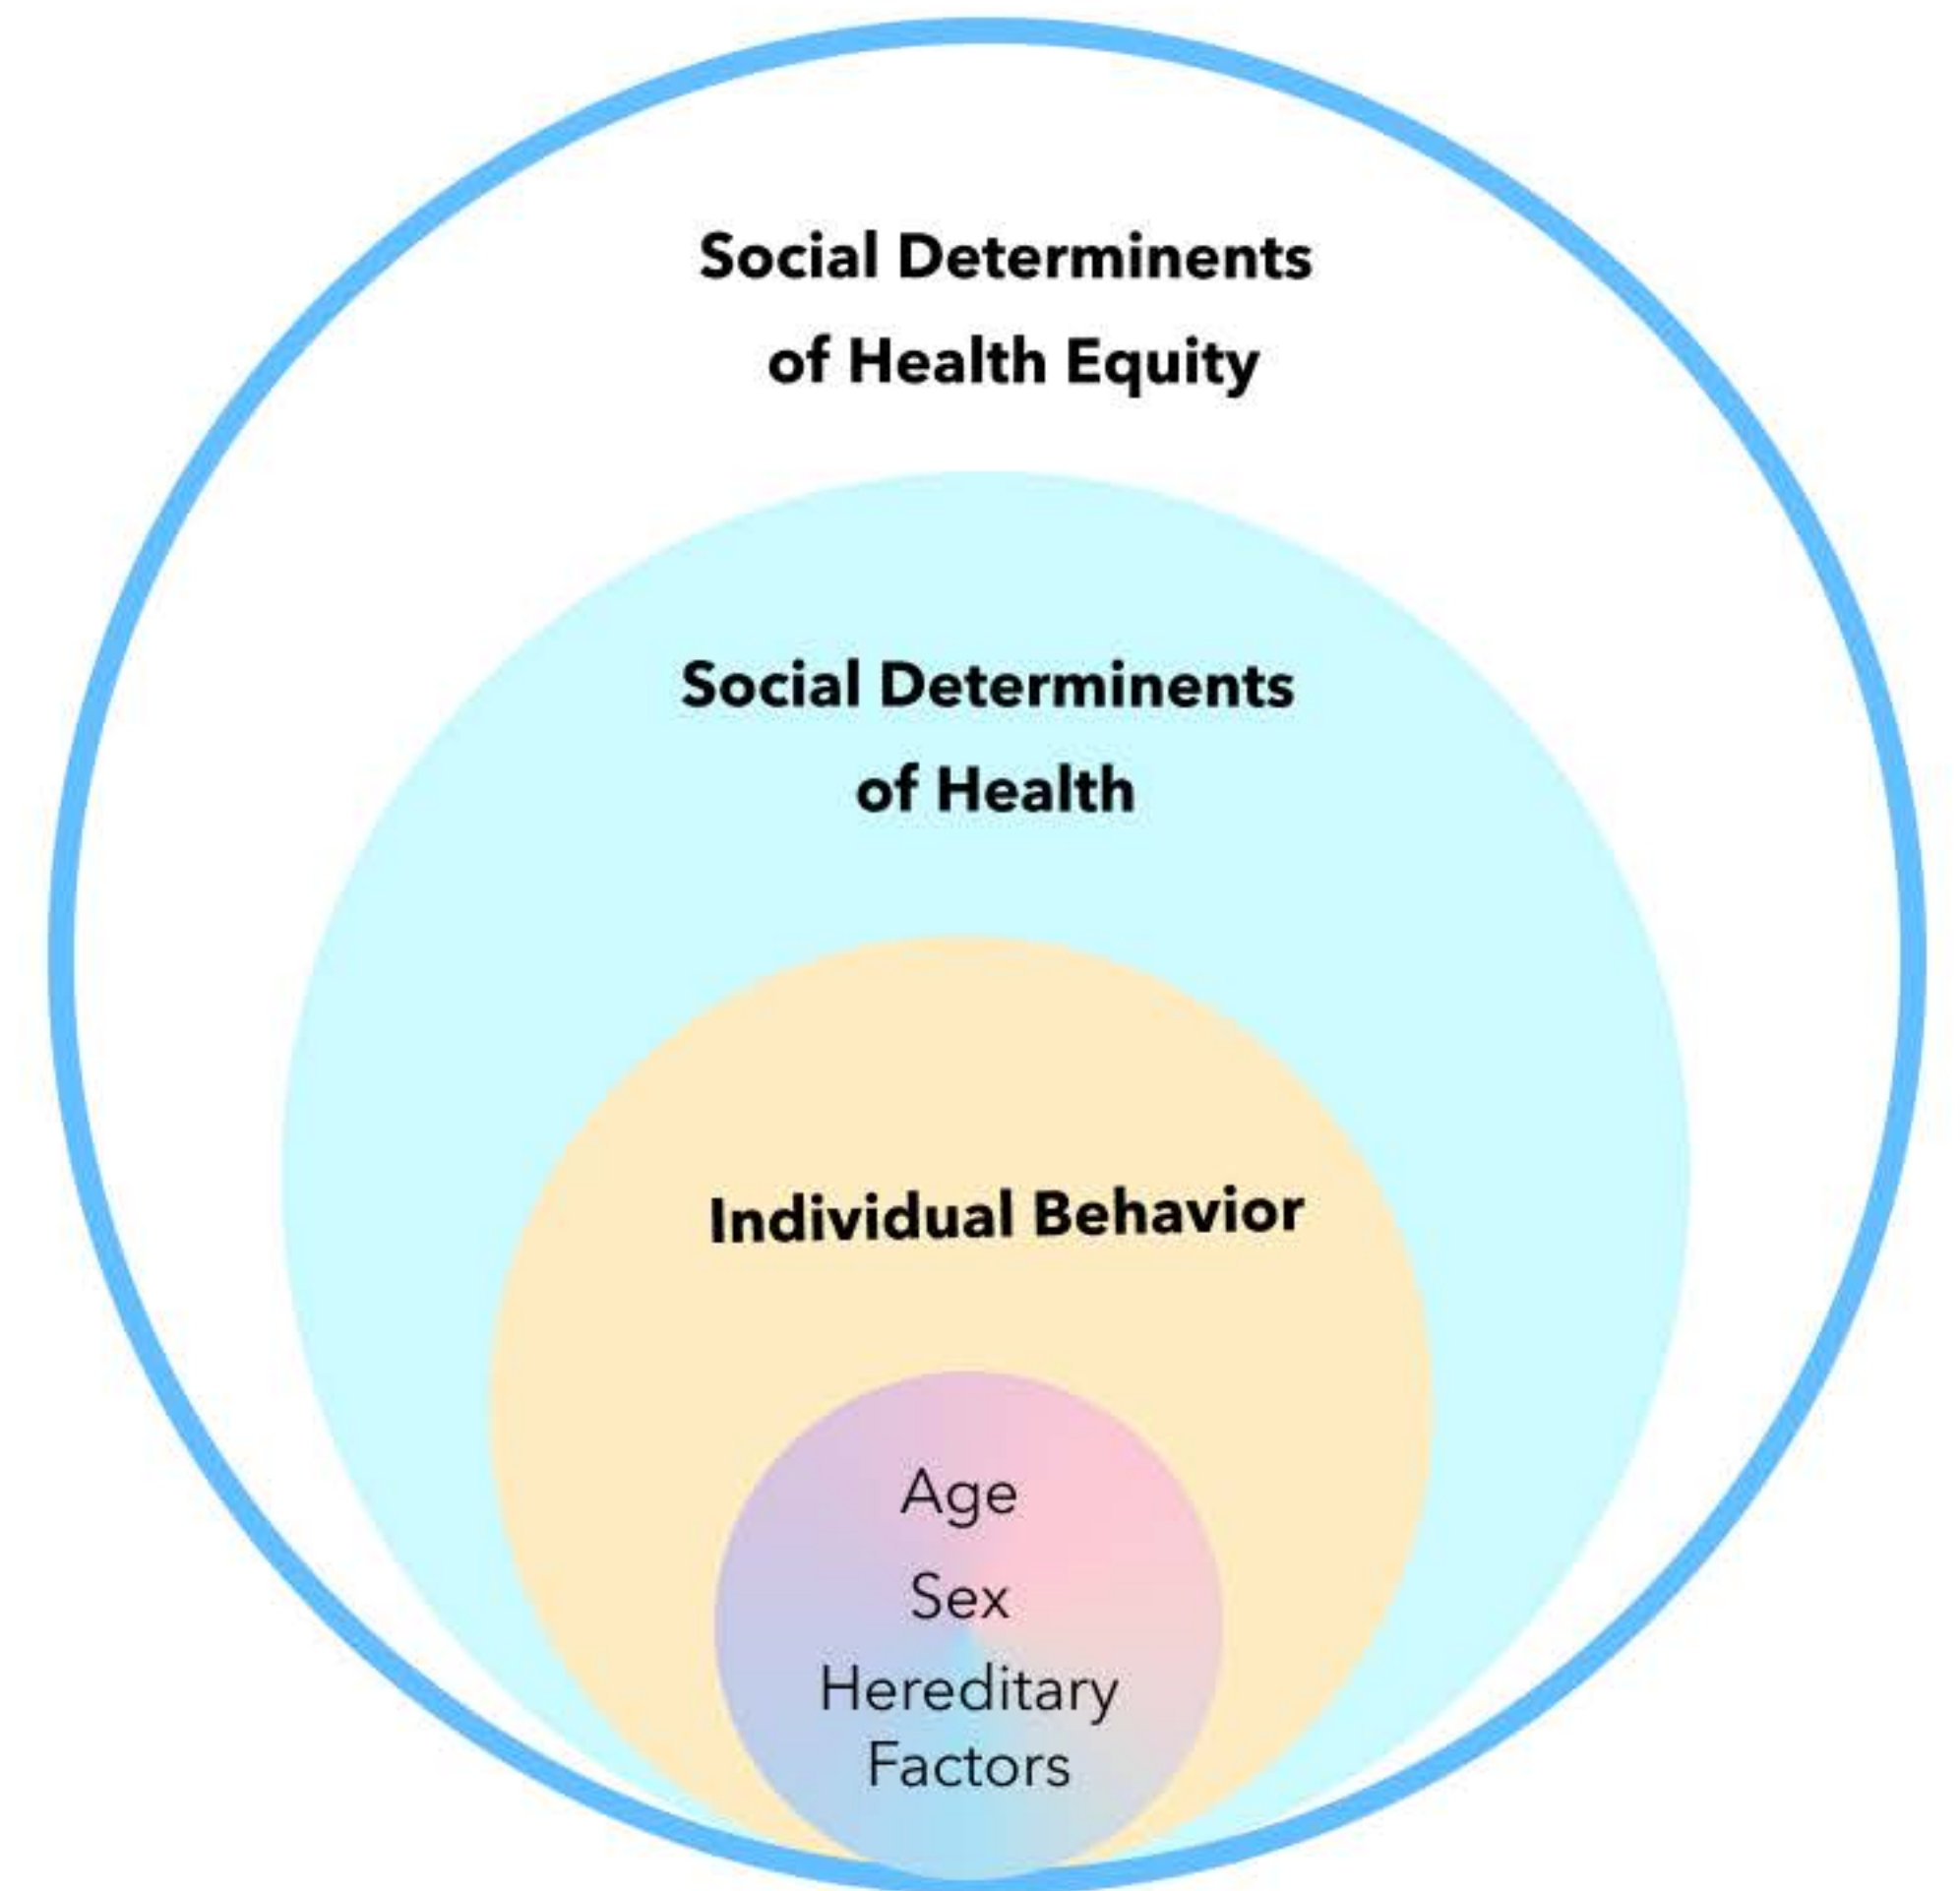 Social Determinents
of Health Equity
Social Determinents
of Health
Individual Behavior
Age
Sex
Hereditary
Factors